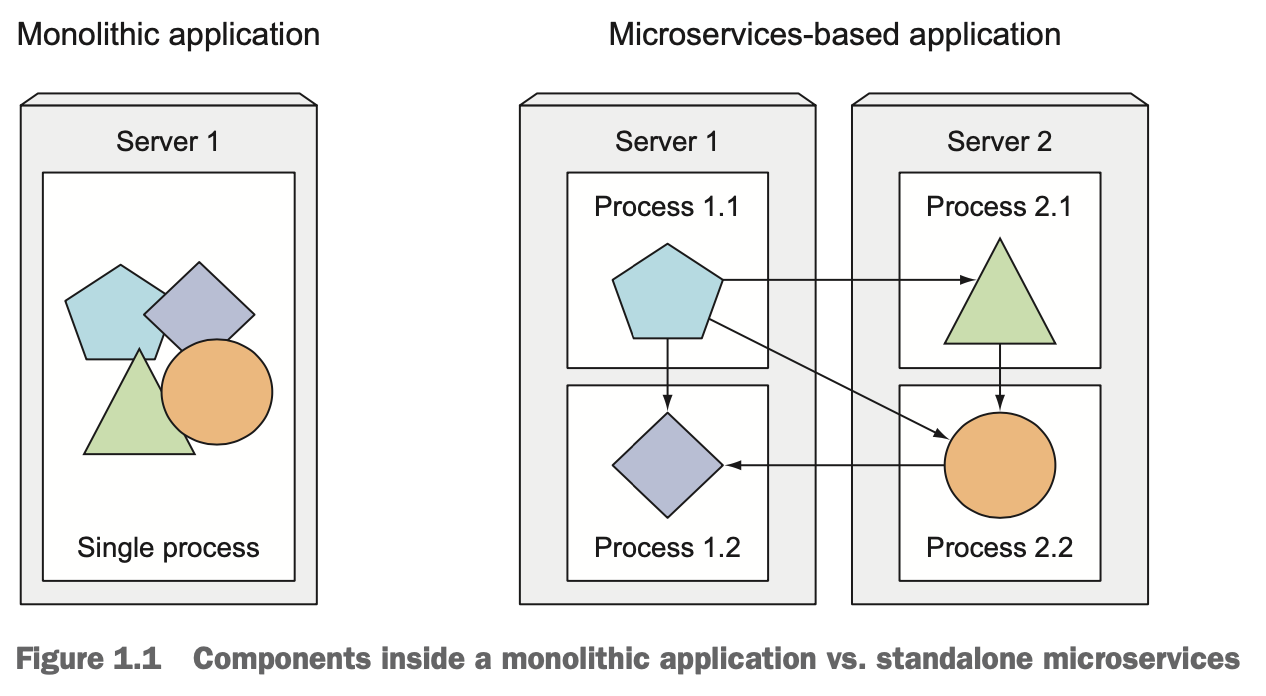 Monolithic application
Microservices-based application
Server 1
Single process
Server 1
Process 1.1
Process 1.2
Server 2
Process 2.1
Process 2.2
Figure 1.1 Components inside a monolithic application vs. standalone microservices